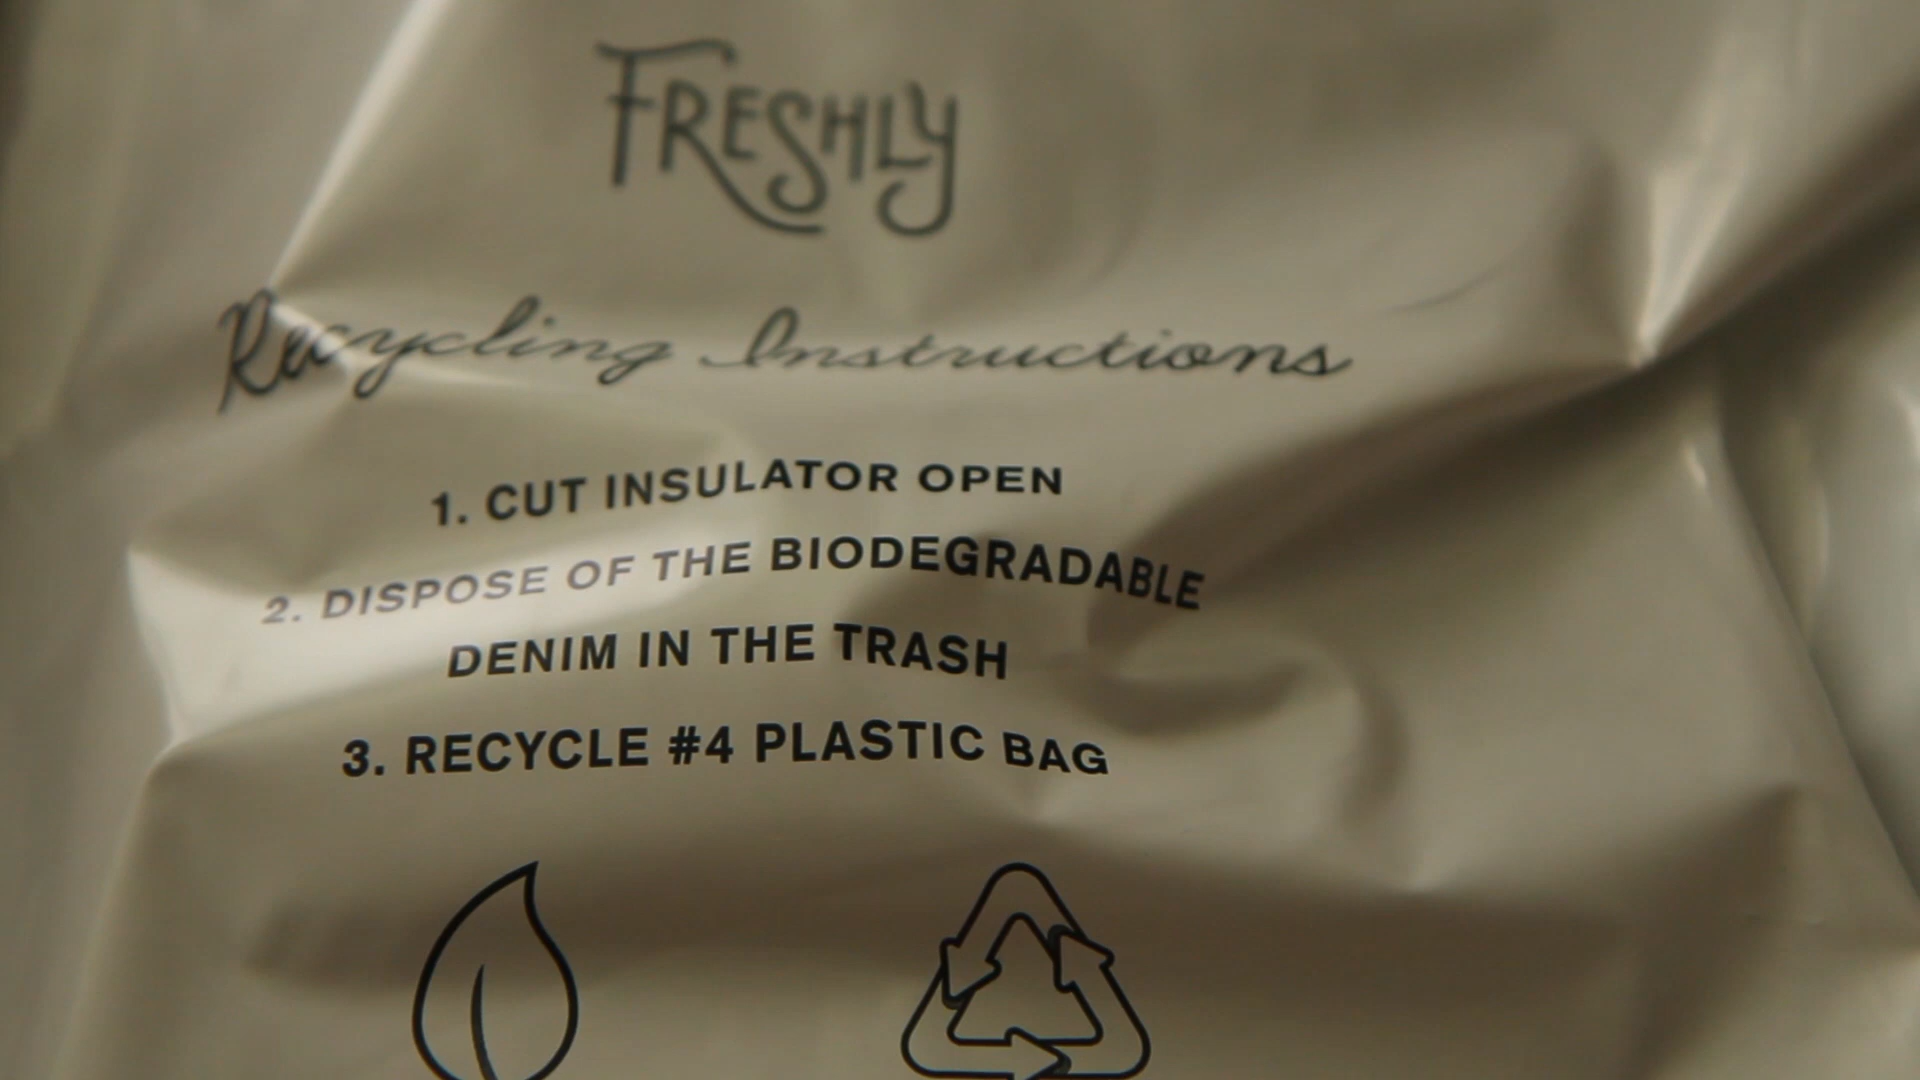 FRESHLY
Recycling Instructions
1. CUT INSULATOR OPEN
2. DISPOSE OF THE BIODEGRADABLE
DENIM IN THE TRASH
3. RECYCLE #4 PLASTIC BAG